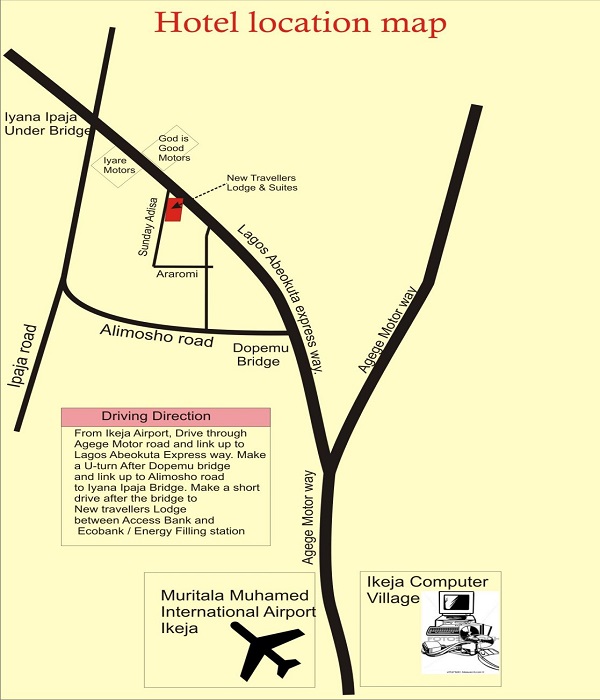 Hotel location map
Iyana Ipaja
Under Bridge
God is
Good
Motors
Iyare
Motors
New Travellers
Lodge & Suites
Sunday Adisa
Araromi
Lagos Abeokuta express way.
Agege Motor way
Alimosho road
Dopemu
Bridge
Ipaja road
Driving Direction
From Ikeja Airport, Drive through
Agege Motor road and link up to
Lagos Abeokuta Express way. Make
a U-turn After Dopemu bridge
and link up to Alimosho road
to Iyana Ipaja Bridge. Make a short
drive after the bridge to
New travellers Lodge
between Access Bank and
Ecobank / Energy Filling station
Agege Motor way
Muritala Muhamed
International Airport
Ikeja
Ikeja Computer
Village